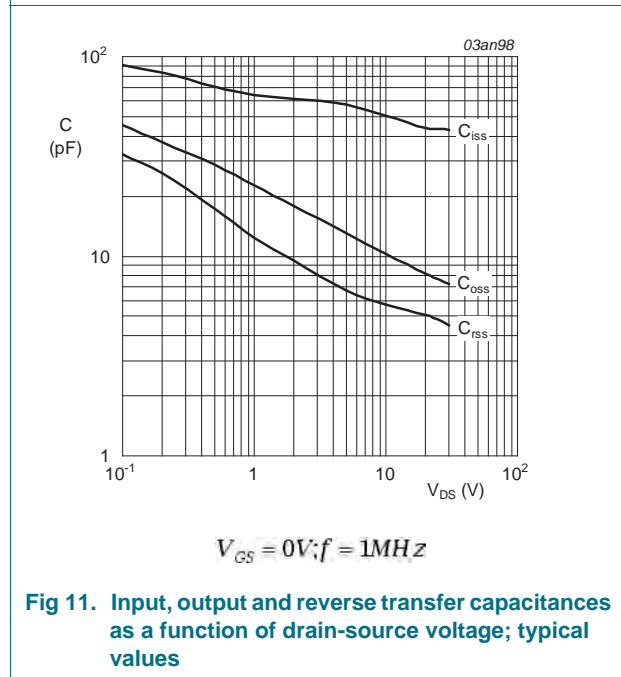 03an98
10²
C
(pF)
Ciss
10
Coss
Crss
1
10⁻¹ 1 10 10²
VDS (V)
VGS = 0V; f = 1MHz
Fig 11. Input, output and reverse transfer capacitances
as a function of drain-source voltage; typical
values